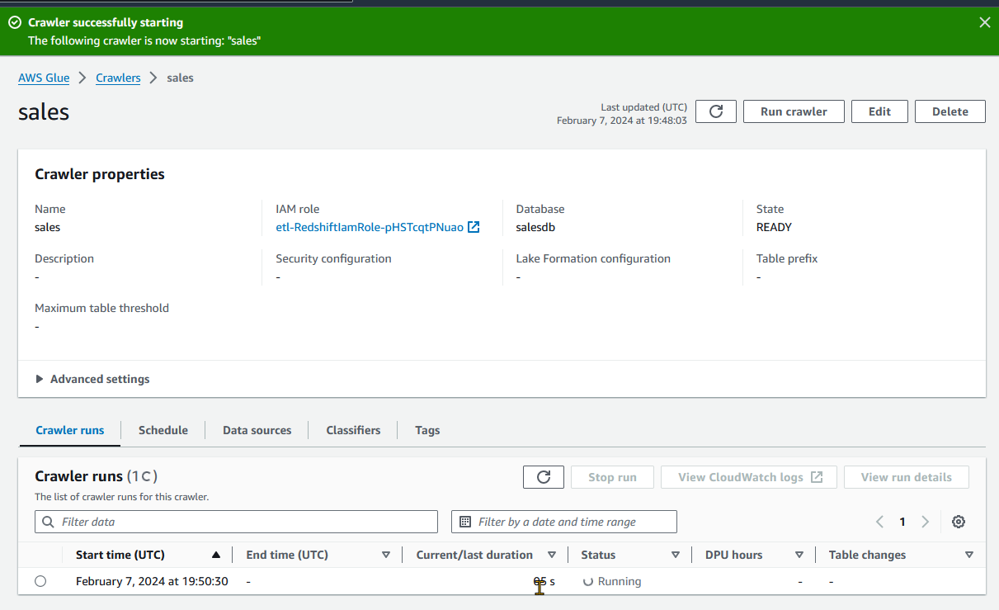 Crawler successfully starting
The following crawler is now starting: "sales"
AWS Glue > Crawlers > sales
sales
Last updated (UTC)
February 7, 2024 at 19:48:03
Run crawler
Edit
Delete
Crawler properties
Name
sales
IAM role
etl-RedshiftIamRole-pHSTcqtPNuao
Database
salesdb
State
READY
Description
-
Security configuration
-
Lake Formation configuration
-
Table prefix
-
Maximum table threshold
-
Advanced settings
Crawler runs
Schedule
Data sources
Classifiers
Tags
Crawler runs (1C)
Stop run
View CloudWatch logs
View run details
The list of crawler runs for this crawler.
Filter data
Filter by a date and time range
1
Start time (UTC) End time (UTC) Current/last duration Status DPU hours Table changes
February 7, 2024 at 19:50:30 - 05 s Running - -